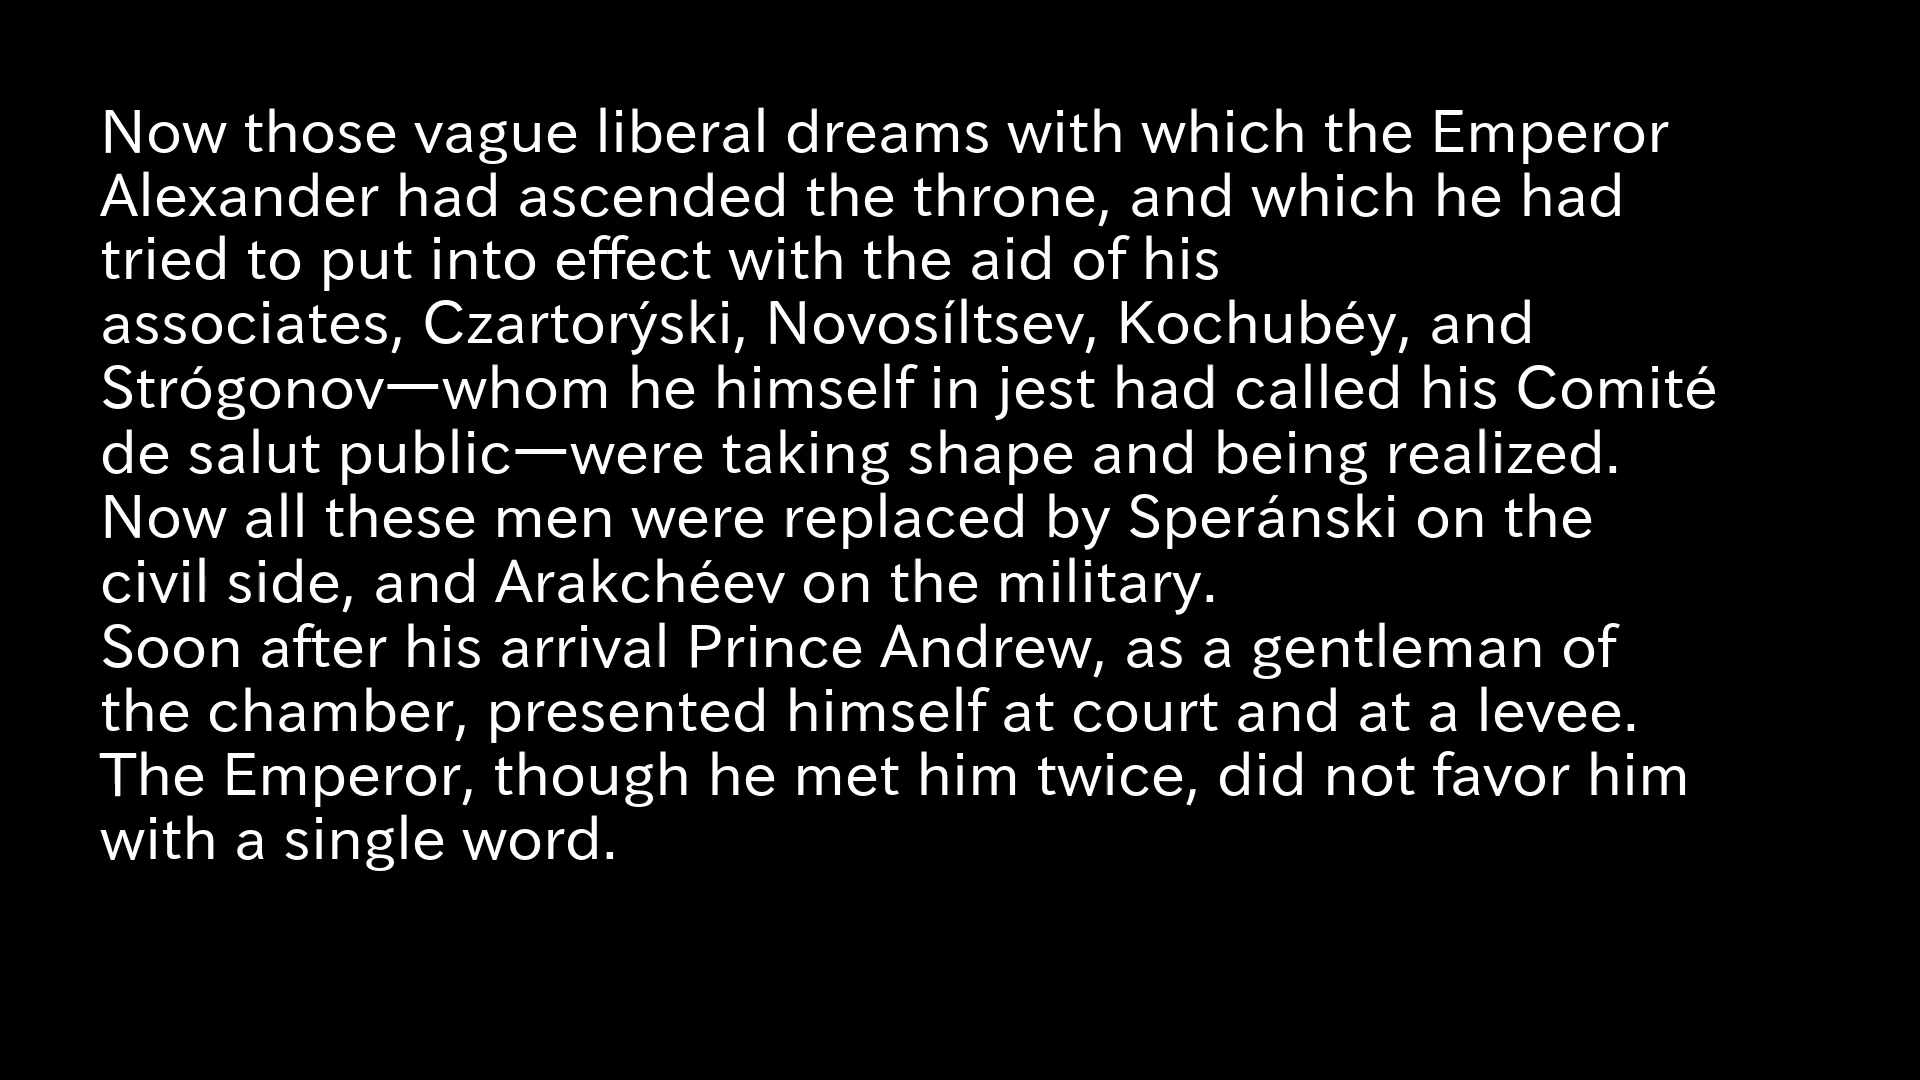 Now those vague liberal dreams with which the Emperor
Alexander had ascended the throne, and which he had
tried to put into effect with the aid of his
associates, Czartorýski, Novosíltsev, Kochubéy, and
Strógonov—whom he himself in jest had called his Comité
de salut public—were taking shape and being realized.
Now all these men were replaced by Speránski on the
civil side, and Arakchéev on the military.
Soon after his arrival Prince Andrew, as a gentleman of
the chamber, presented himself at court and at a levee.
The Emperor, though he met him twice, did not favor him
with a single word.